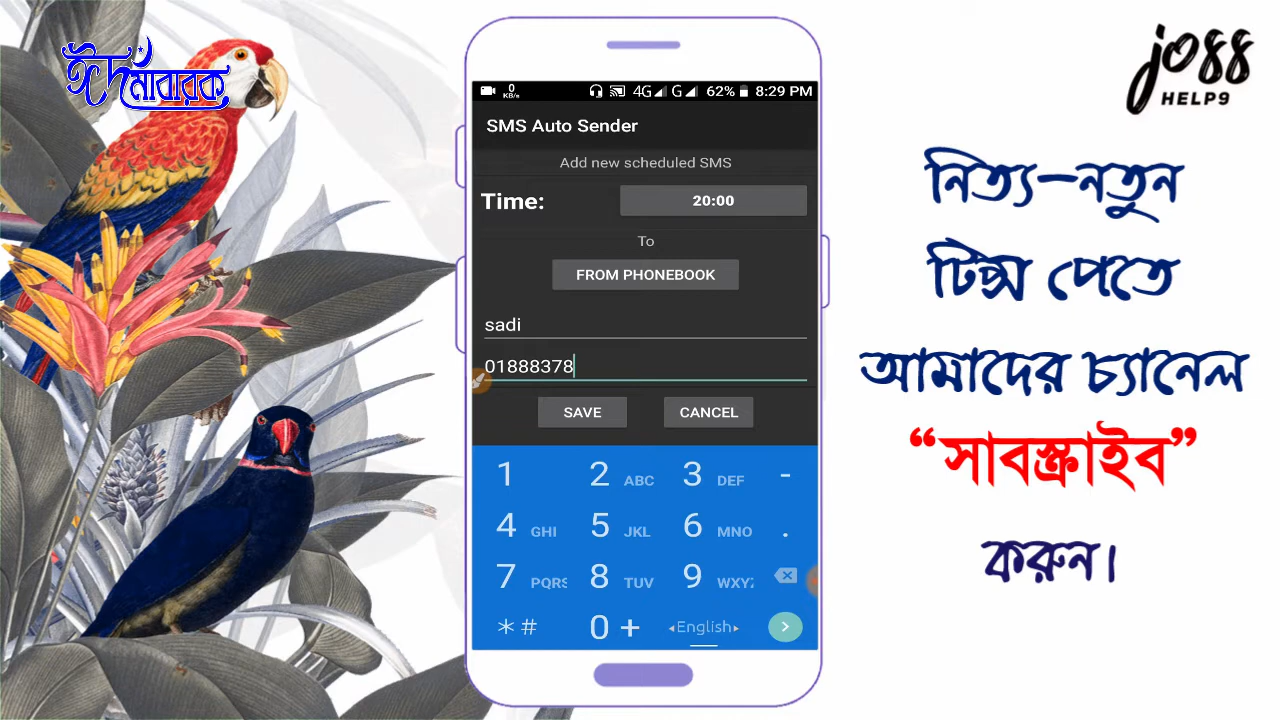 ঈদ মোবারক
joss
HELP9
0
KB/s
4G G 62% 8:29 PM
SMS Auto Sender
Add new scheduled SMS
Time: 20:00
To
FROM PHONEBOOK
sadi
01888378
SAVE CANCEL
1 2 ABC 3 DEF -
4 GHI 5 JKL 6 MNO .
7 PQRS 8 TUV 9 WXYZ
*# 0 + English
নিত্য-নতুন
টিপ্স পেতে
আমাদের চ্যানেল
“সাবস্ক্রাইব”
করুন।